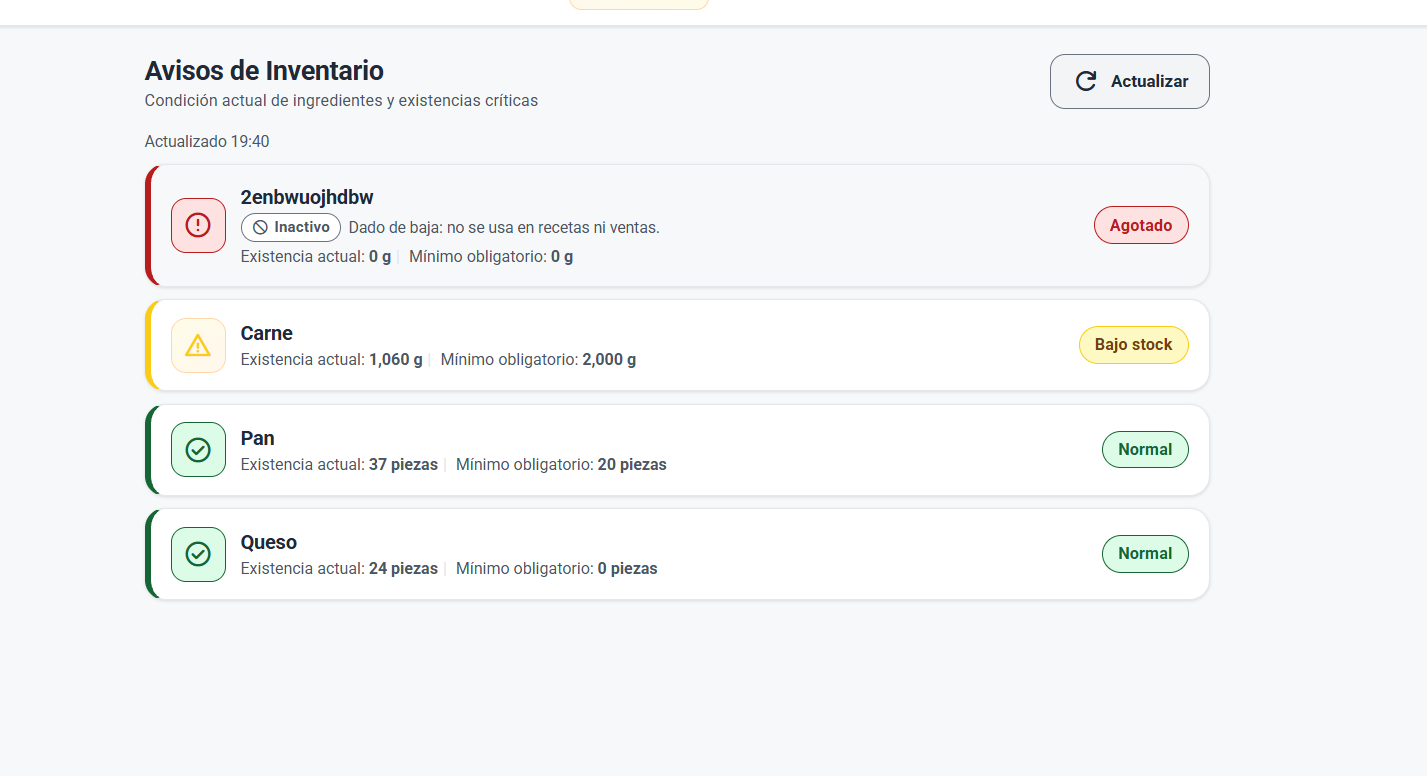 Avisos de Inventario
Actualizar
Condición actual de ingredientes y existencias críticas
Actualizado 19:40
2enbwuojhdbw
Inactivo Dado de baja: no se usa en recetas ni ventas.
Agotado
Existencia actual: 0 g | Mínimo obligatorio: 0 g
Carne
Bajo stock
Existencia actual: 1,060 g | Mínimo obligatorio: 2,000 g
Pan
Normal
Existencia actual: 37 piezas | Mínimo obligatorio: 20 piezas
Queso
Normal
Existencia actual: 24 piezas | Mínimo obligatorio: 0 piezas